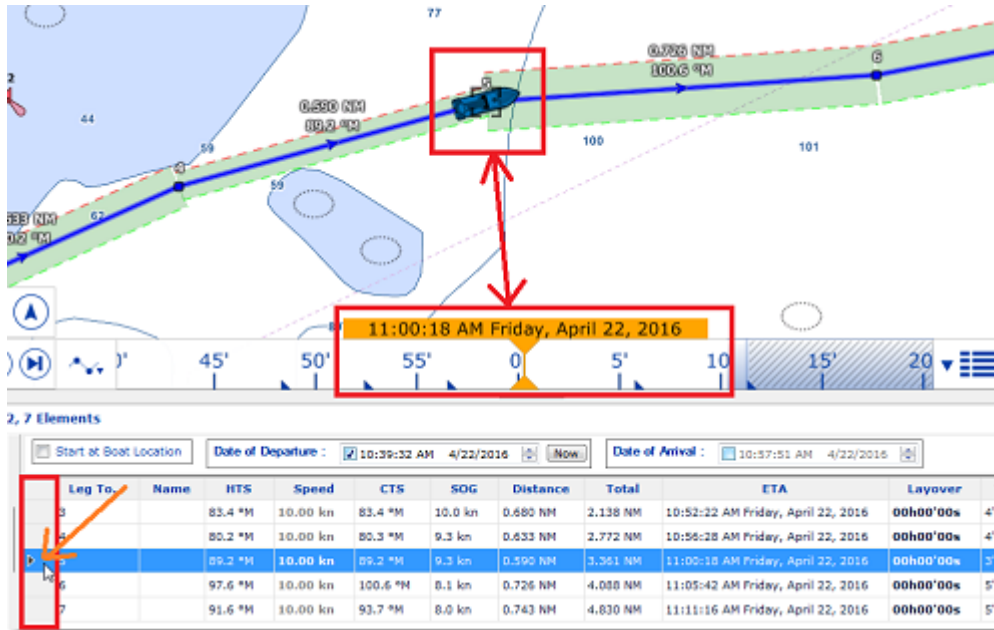 77
0.726 NM
100.6 °M
6
2
0.590 NM
89.2 °M
5
44
59
100
101
4
59
62
533 NM
0.2 °M
11:00:18 AM Friday, April 22, 2016
45' 50' 55' 0' 5' 10' 15' 20'
2, 7 Elements
Start at Boat Location Date of Departure : 10:39:32 AM 4/22/2016 Now Date of Arrival : 10:57:51 AM 4/22/2016
Leg To. Name HTS Speed CTS SOG Distance Total ETA Layover
3 83.4 °M 10.00 kn 83.4 °M 10.0 kn 0.680 NM 2.138 NM 10:52:22 AM Friday, April 22, 2016 00h00'00s 4'
4 80.2 °M 10.00 kn 80.3 °M 9.3 kn 0.633 NM 2.772 NM 10:56:28 AM Friday, April 22, 2016 00h00'00s 4'
5 89.2 °M 10.00 kn 89.2 °M 9.3 kn 0.590 NM 3.361 NM 11:00:18 AM Friday, April 22, 2016 00h00'00s 3'
6 97.6 °M 10.00 kn 100.6 °M 8.1 kn 0.726 NM 4.088 NM 11:05:42 AM Friday, April 22, 2016 00h00'00s 5'
7 91.6 °M 10.00 kn 93.7 °M 8.0 kn 0.743 NM 4.830 NM 11:11:16 AM Friday, April 22, 2016 00h00'00s 5'